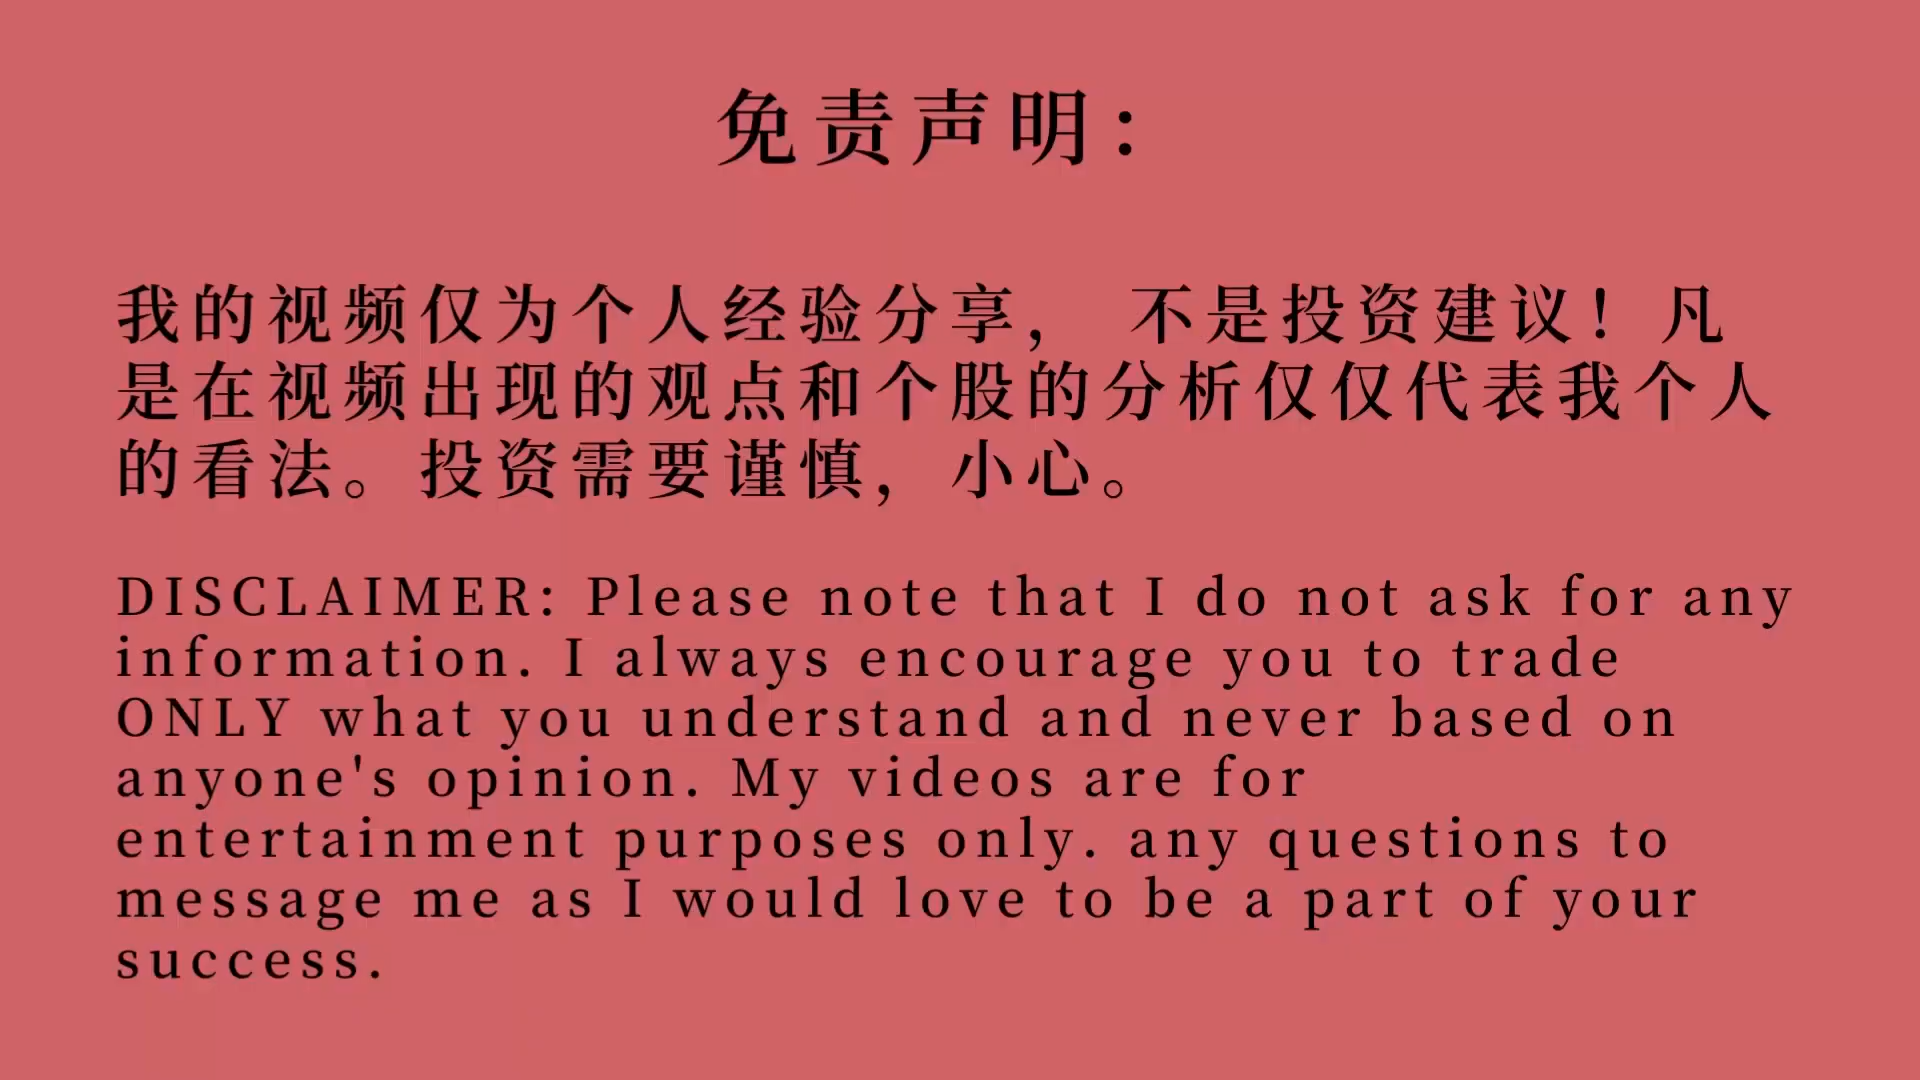 免责声明：
我的视频仅为个人经验分享， 不是投资建议！凡
是在视频出现的观点和个股的分析仅仅代表我个人
的看法。投资需要谨慎，小心。
DISCLAIMER: Please note that I do not ask for any
information. I always encourage you to trade
ONLY what you understand and never based on
anyone's opinion. My videos are for
entertainment purposes only. any questions to
message me as I would love to be a part of your
success.